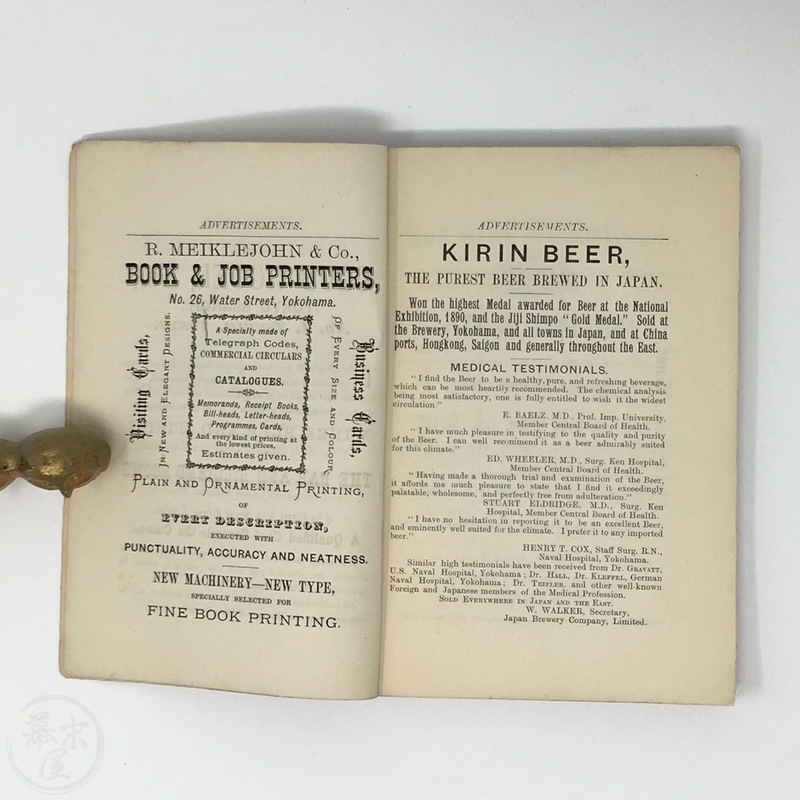 ADVERTISEMENTS.
R. MEIKLEJOHN & Co.,
BOOK & JOB PRINTERS,
No. 26, Water Street, Yokohama.
Visiting Cards,
IN NEW AND ELEGANT DESIGNS.
A Specialty made of
Telegraph Codes,
COMMERCIAL CIRCULARS
AND
CATALOGUES.
Memoranda, Receipt Books,
Bill-heads, Letter-heads,
Programmes, Cards,
And every kind of printing at
the lowest prices.
Estimates given.
OF EVERY SIZE AND COLOUR.
Business Cards,
PLAIN AND ORNAMENTAL PRINTING,
OF
EVERY DESCRIPTION,
EXECUTED WITH
PUNCTUALITY, ACCURACY AND NEATNESS.
NEW MACHINERY—NEW TYPE,
SPECIALLY SELECTED FOR
FINE BOOK PRINTING.
ADVERTISEMENTS.
KIRIN BEER,
THE PUREST BEER BREWED IN JAPAN.
Won the highest Medal awarded for Beer at the National
Exhibition, 1890, and the Jiji Shimpo "Gold Medal." Sold at
the Brewery, Yokohama, and all towns in Japan, and at China
ports, Hongkong, Saigon and generally throughout the East.
MEDICAL TESTIMONIALS.
"I find the Beer to be a healthy, pure, and refreshing beverage,
which can be most heartily recommended. The chemical analysis
being most satisfactory, one is fully entitled to wish it the widest
circulation."
E. BAELZ, M.D., Prof. Imp. University,
Member Central Board of Health.
"I have much pleasure in testifying to the quality and purity
of the Beer. I can well recommend it as a beer admirably suited
for this climate."
ED. WHEELER, M.D., Surg. Ken Hospital,
Member Central Board of Health.
"Having made a thorough trial and examination of the Beer,
it affords me much pleasure to state that I find it exceedingly
palatable, wholesome, and perfectly free from adulteration."
STUART ELDRIDGE, M.D., Surg. Ken
Hospital, Member Central Board of Health.
"I have no hesitation in reporting it to be an excellent Beer,
and eminently well suited for the climate. I prefer it to any imported
beer."
HENRY T. COX, Staff Surg. R.N.,
Naval Hospital, Yokohama.
Similar high testimonials have been received from Dr. GRAVATT,
U.S. Naval Hospital, Yokohama; Dr. HALL, Dr. KLEFFEL, German
Naval Hospital, Yokohama; Dr. TRIPLER, and other well-known
Foreign and Japanese members of the Medical Profession.
SOLD EVERYWHERE IN JAPAN AND THE EAST.
W. WALKER, Secretary,
Japan Brewery Company, Limited.
幕末屋